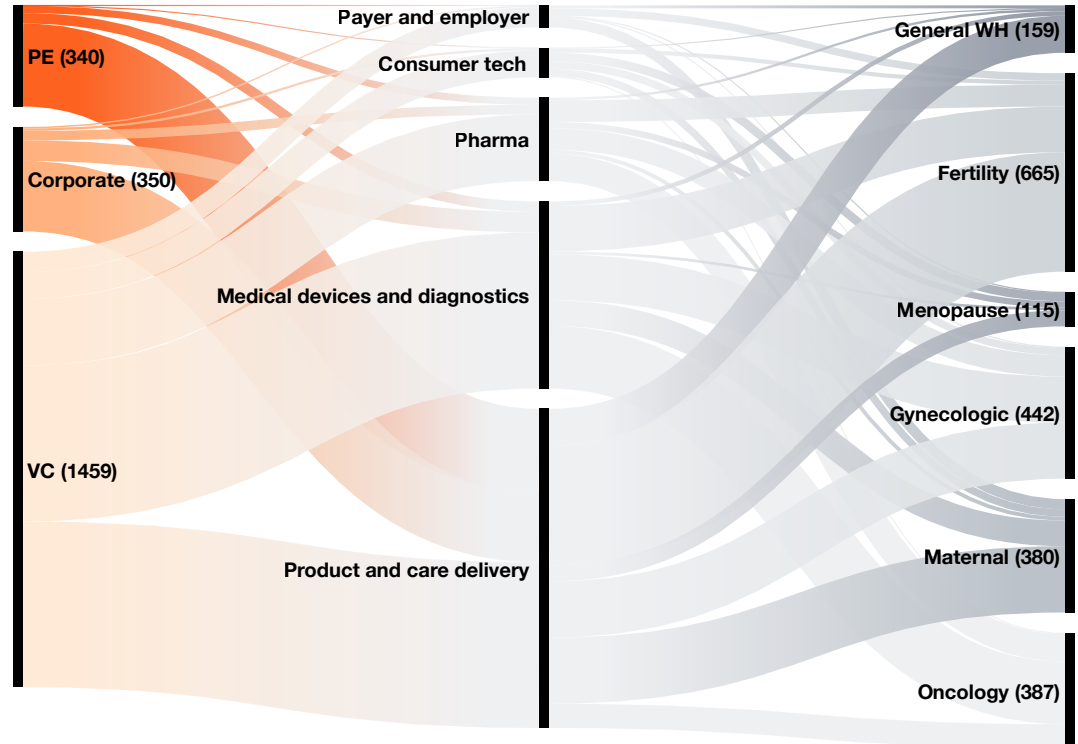 PE (340)
Corporate (350)
VC (1459)
Payer and employer
Consumer tech
Pharma
Medical devices and diagnostics
Product and care delivery
General WH (159)
Fertility (665)
Menopause (115)
Gynecologic (442)
Maternal (380)
Oncology (387)